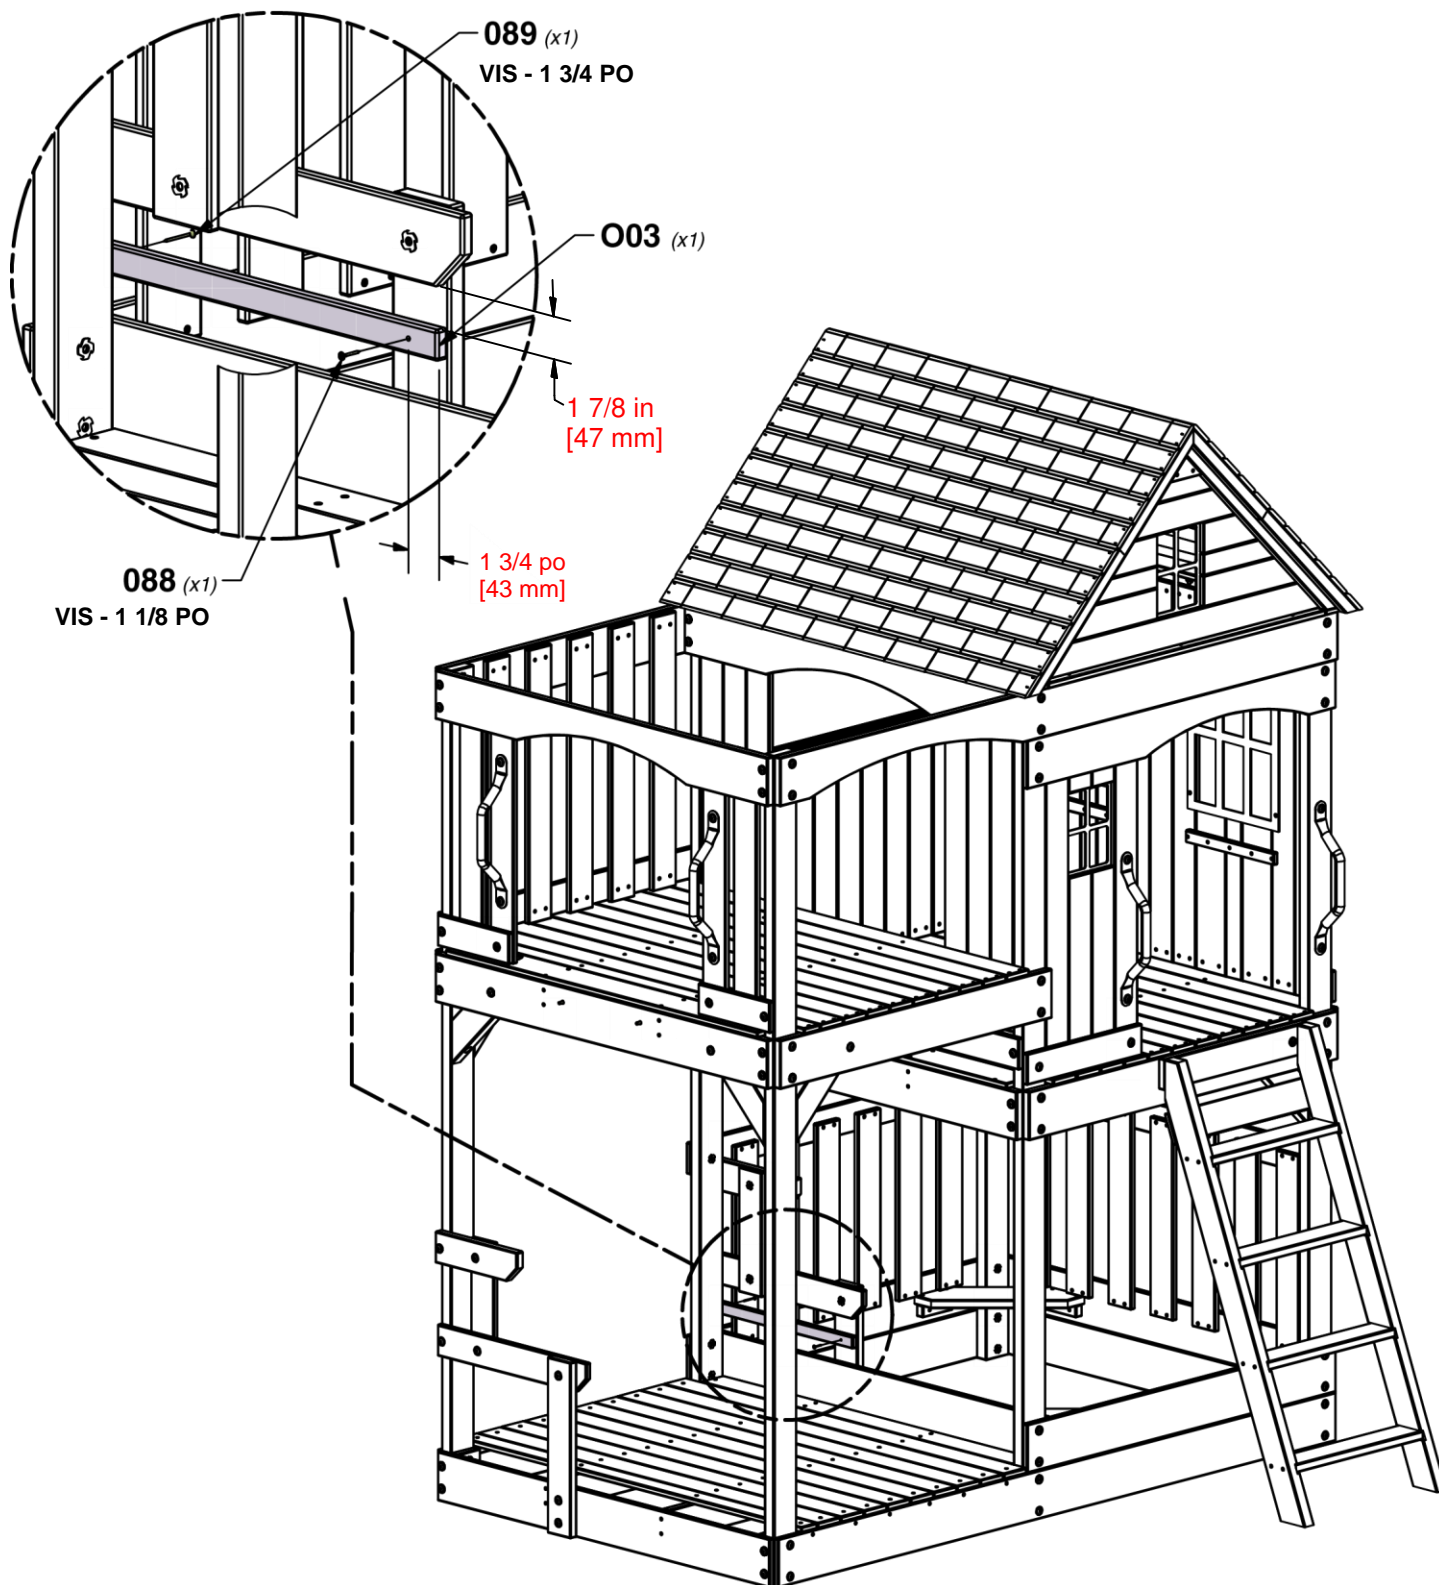 089 (x1)
VIS - 1 3/4 PO
O03 (x1)
1 7/8 in
[47 mm]
1 3/4 po
[43 mm]
088 (x1)
VIS - 1 1/8 PO